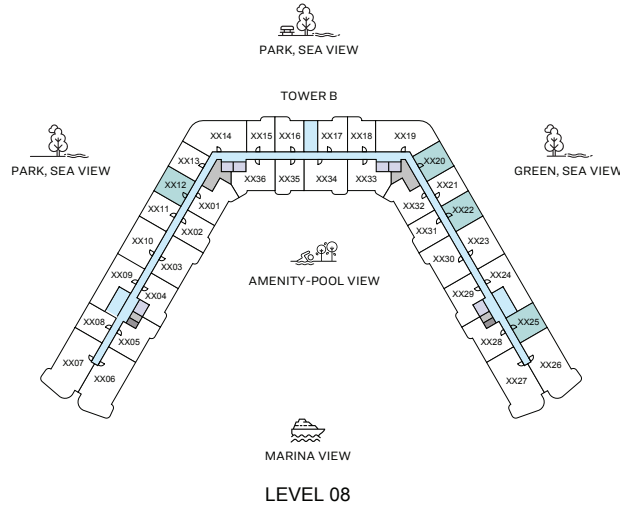 PARK, SEA VIEW
TOWER B
XX14
XX15
XX16
XX17
XX18
XX19
PARK, SEA VIEW
GREEN, SEA VIEW
XX13
XX20
XX12
XX36
XX35
XX34
XX33
XX21
XX11
XX01
XX32
XX22
XX10
XX02
XX31
XX23
XX09
XX03
XX30
XX24
AMENITY-POOL VIEW
XX08
XX04
XX29
XX25
XX07
XX05
XX28
XX26
XX06
XX27
MARINA VIEW
LEVEL 08